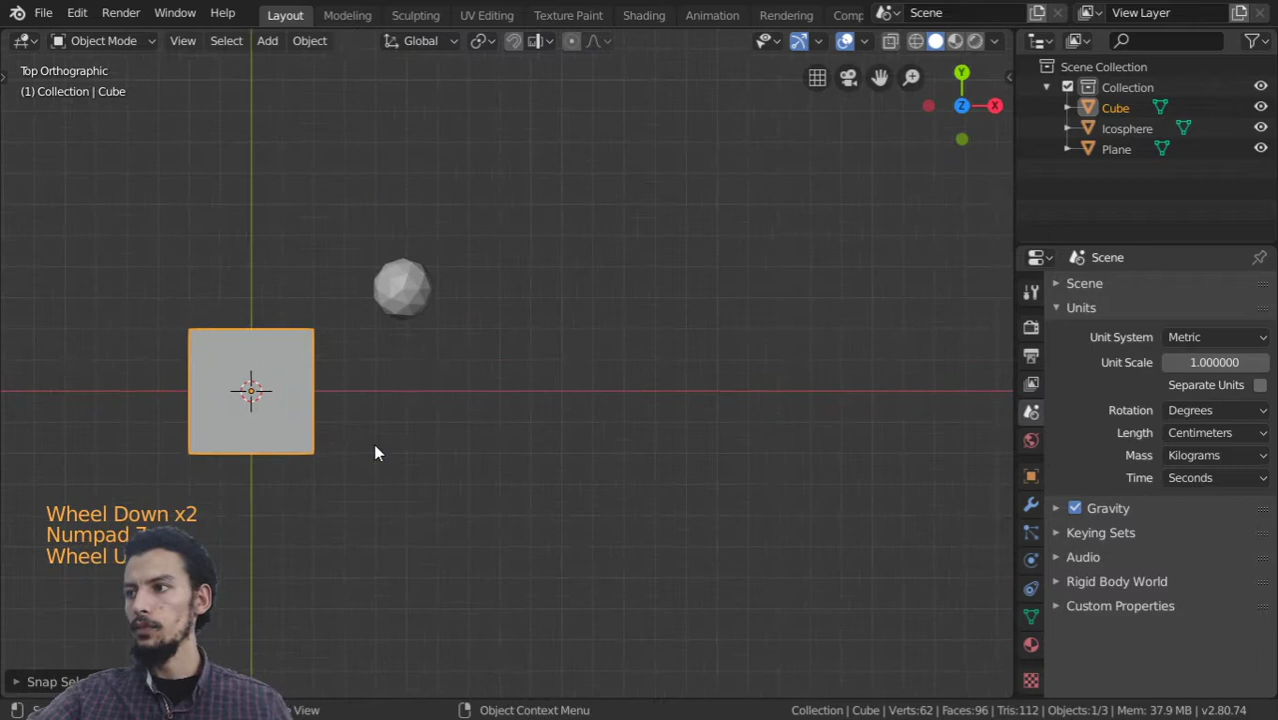 File Edit Render Window Help Layout Modeling Sculpting UV Editing Texture Paint Shading Animation Rendering Comp Scene View Layer
Object Mode View Select Add Object Global
Top Orthographic
(1) Collection | Cube
Y
Z
X
Scene Collection
Collection
Cube
Icosphere
Plane
Scene
Scene
Units
Unit System Metric
Unit Scale 1.000000
Separate Units
Rotation Degrees
Length Centimeters
Mass Kilograms
Time Seconds
Gravity
Keying Sets
Audio
Rigid Body World
Custom Properties
Wheel Down x2
Numpad
Wheel
Snap
View Object Context Menu Collection | Cube | Verts:62 | Faces:96 | Tris:112 | Objects:1/3 | Mem: 37.9 MB | v2.80.74